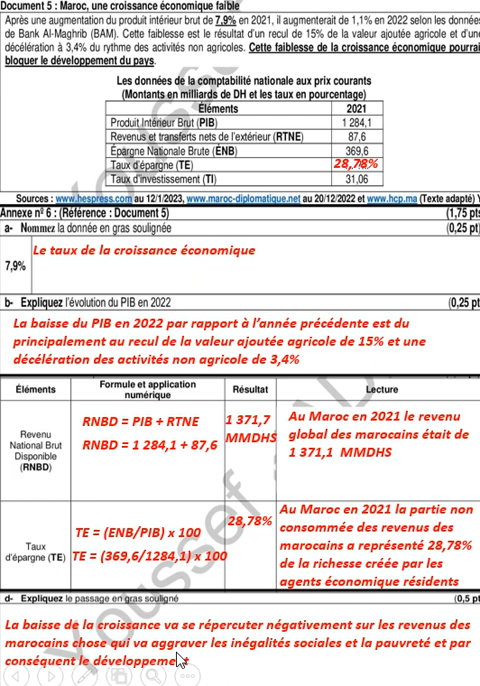 Document 5 : Maroc, une croissance économique faible
Après une augmentation du produit intérieur brut de 7,9% en 2021, il augmenterait de 1,1% en 2022 selon les données
de Bank Al-Maghrib (BAM). Cette faiblesse est le résultat d'un recul de 15% de la valeur ajoutée agricole et d'une
décélération à 3,4% du rythme des activités non agricoles. Cette faiblesse de la croissance économique pourrai
bloquer le développement du pays.
Les données de la comptabilité nationale aux prix courants
(Montants en milliards de DH et les taux en pourcentage)
Éléments 2021
Produit Intérieur Brut (PIB) 1 284,1
Revenus et transferts nets de l'extérieur (RTNE) 87,6
Épargne Nationale Brute (ÉNB) 369,6
Taux d'épargne (TE) 28,78%
Taux d'investissement (TI) 31,06
Sources : www.hespress.com au 12/1/2023, www.maroc-diplomatique.net au 20/12/2022 et www.hcp.ma (Texte adapté) Y
Annexe nº 6 : (Référence : Document 5) (1,75 pts
a- Nommez la donnée en gras soulignée (0,25 pt)
7,9% Le taux de la croissance économique
b- Expliquez l'évolution du PIB en 2022 (0,25 pt
La baisse du PIB en 2022 par rapport à l'année précédente est du
principalement au recul de la valeur ajoutée agricole de 15% et une
décélération des activités non agricole de 3,4%
Éléments Formule et application numérique Résultat Lecture
Revenu
National Brut
Disponible
(RNBD)
RNBD = PIB + RTNE
RNBD = 1 284,1 + 87,6
1 371,7
MMDHS
Au Maroc en 2021 le revenu
global des marocains était de
1 371,1 MMDHS
Taux
d'épargne (TE)
TE = (ENB/PIB) x 100
TE = (369,6/1284,1) x 100
28,78%
Au Maroc en 2021 la partie non
consommée des revenus des
marocains a représenté 28,78%
de la richesse créée par les
agents économique résidents
d- Expliquez le passage en gras souligné (0,5 pt
La baisse de la croissance va se répercuter négativement sur les revenus des
marocains chose qui va aggraver les inégalités sociales et la pauvreté et par
conséquent le développement
Youssef